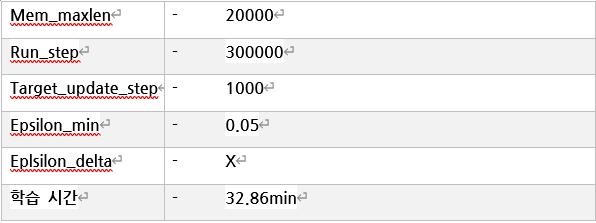 Mem_maxlen - 20000
Run_step - 300000
Target_update_step - 1000
Epsilon_min - 0.05
Eplsilon_delta - X
학습 시간 - 32.86min